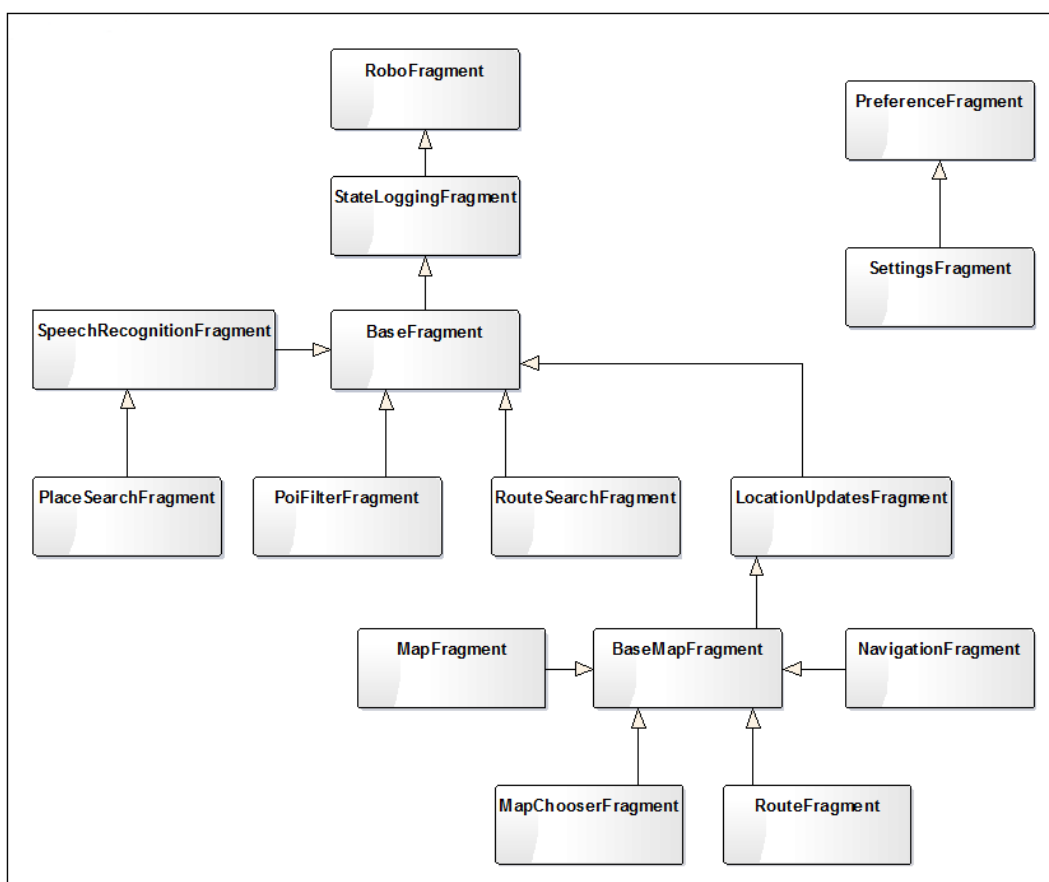 RoboFragment
PreferenceFragment
StateLoggingFragment
SettingsFragment
SpeechRecognitionFragment
BaseFragment
PlaceSearchFragment
PoiFilterFragment
RouteSearchFragment
LocationUpdatesFragment
MapFragment
BaseMapFragment
NavigationFragment
MapChooserFragment
RouteFragment